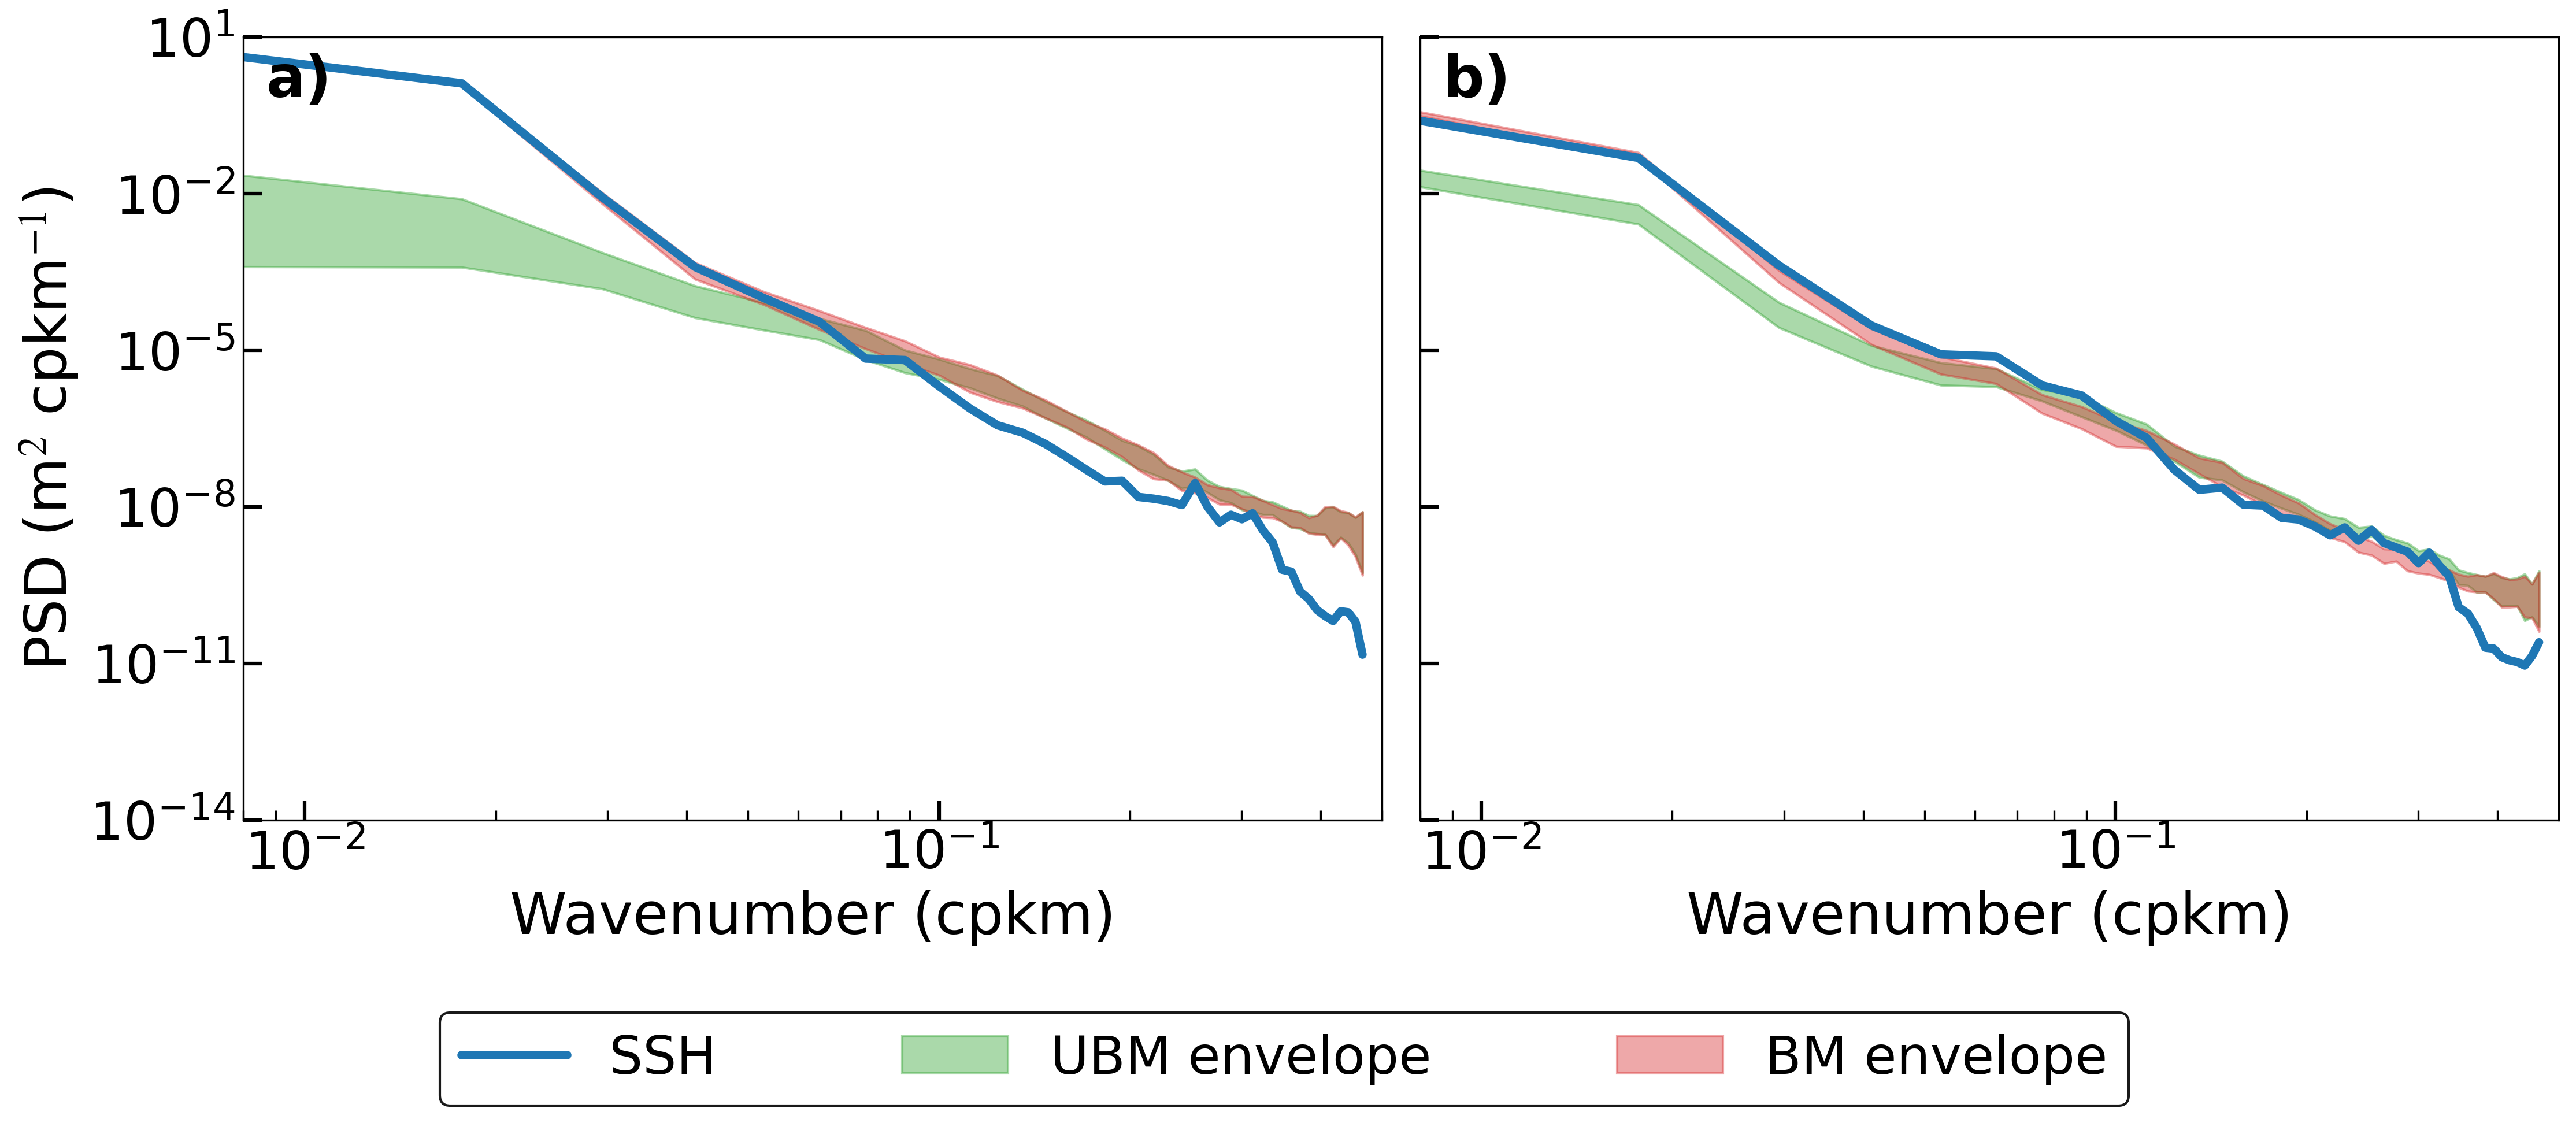 a)
b)
PSD (m² cpkm⁻¹)
10¹
10⁻²
10⁻⁵
10⁻⁸
10⁻¹¹
10⁻¹⁴
10⁻² 10⁻¹
10⁻² 10⁻¹
Wavenumber (cpkm)
Wavenumber (cpkm)
SSH UBM envelope BM envelope